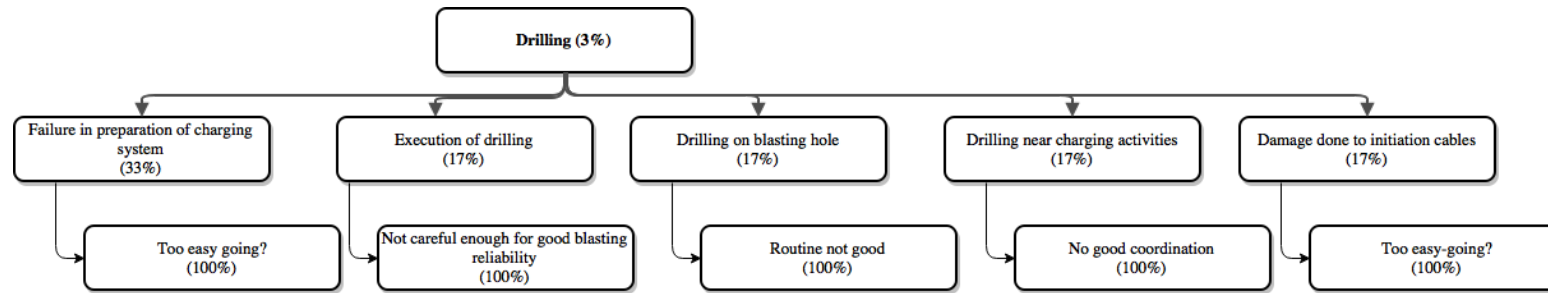 Drilling (3%)
Failure in preparation of charging
system
(33%)
Execution of drilling
(17%)
Drilling on blasting hole
(17%)
Drilling near charging activities
(17%)
Damage done to initiation cables
(17%)
Too easy going?
(100%)
Not careful enough for good blasting
reliability
(100%)
Routine not good
(100%)
No good coordination
(100%)
Too easy-going?
(100%)